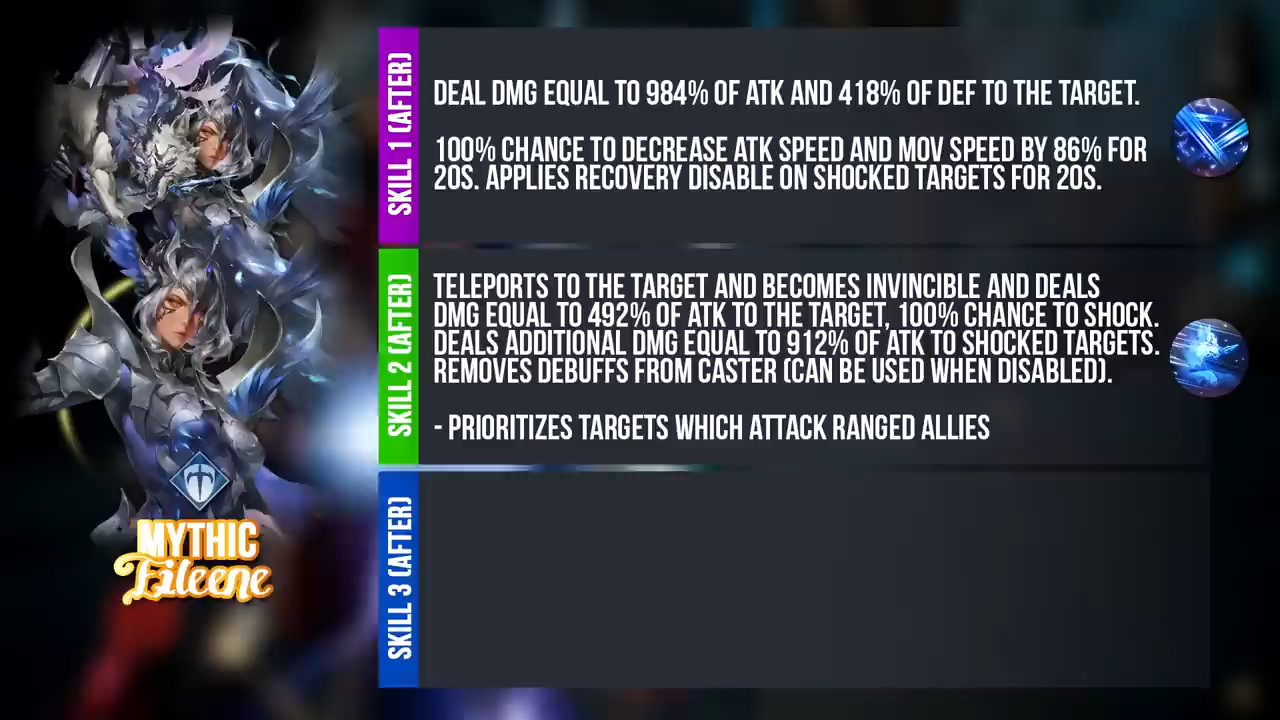 SKILL 1 (AFTER)
DEAL DMG EQUAL TO 984% OF ATK AND 418% OF DEF TO THE TARGET.
100% CHANCE TO DECREASE ATK SPEED AND MOV SPEED BY 86% FOR
20S. APPLIES RECOVERY DISABLE ON SHOCKED TARGETS FOR 20S.
SKILL 2 (AFTER)
TELEPORTS TO THE TARGET AND BECOMES INVINCIBLE AND DEALS
DMG EQUAL TO 492% OF ATK TO THE TARGET, 100% CHANCE TO SHOCK.
DEALS ADDITIONAL DMG EQUAL TO 912% OF ATK TO SHOCKED TARGETS.
REMOVES DEBUFFS FROM CASTER (CAN BE USED WHEN DISABLED).
- PRIORITIZES TARGETS WHICH ATTACK RANGED ALLIES
SKILL 3 (AFTER)
MYTHIC
Eileene